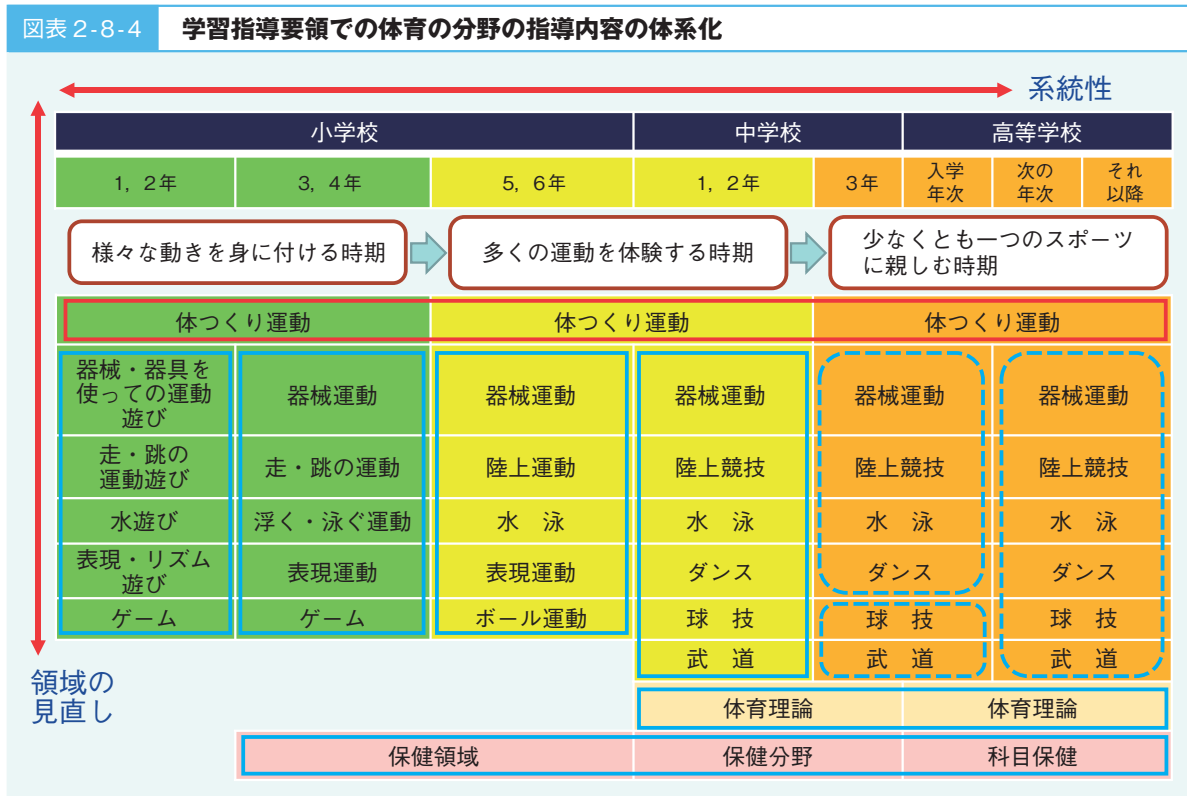 図表 2-8-4 学習指導要領での体育の分野の指導内容の体系化
系統性
小学校 中学校 高等学校
1，2年 3，4年 5，6年 1，2年 3年 入学 次の それ
年次 年次 以降
様々な動きを身に付ける時期 多くの運動を体験する時期 少なくとも一つのスポーツ
に親しむ時期
体つくり運動 体つくり運動 体つくり運動
器械・器具を
使っての運動 器械運動 器械運動 器械運動 器械運動 器械運動
遊び
走・跳の
運動遊び 走・跳の運動 陸上運動 陸上競技 陸上競技 陸上競技
水遊び 浮く・泳ぐ運動 水　泳 水　泳 水　泳 水　泳
表現・リズム
遊び 表現運動 表現運動 ダンス ダンス ダンス
ゲーム ゲーム ボール運動 球　技 球　技 球　技
武　道 武　道 武　道
領域の
見直し
体育理論 体育理論
保健領域 保健分野 科目保健